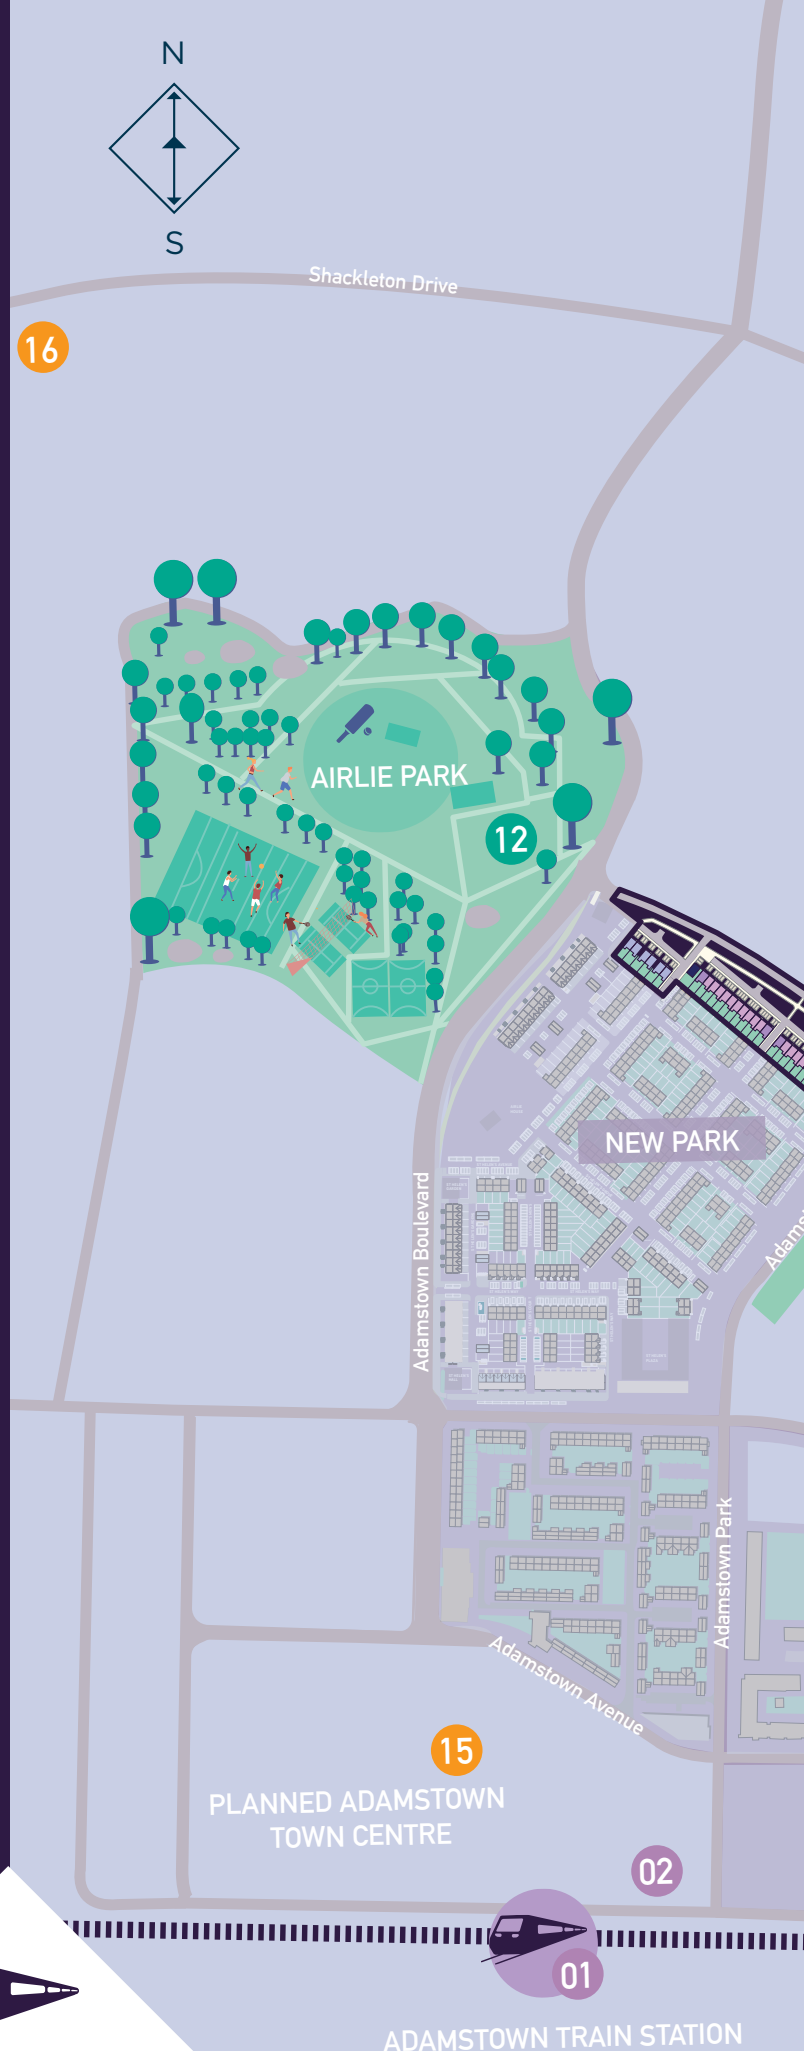 N
S
Shackleton Drive
16
AIRLIE PARK
12
NEW PARK
Adamstown Boulevard
Adamstown Park
Adamstown Avenue
15
PLANNED ADAMSTOWN
TOWN CENTRE
02
01
ADAMSTOWN TRAIN STATION